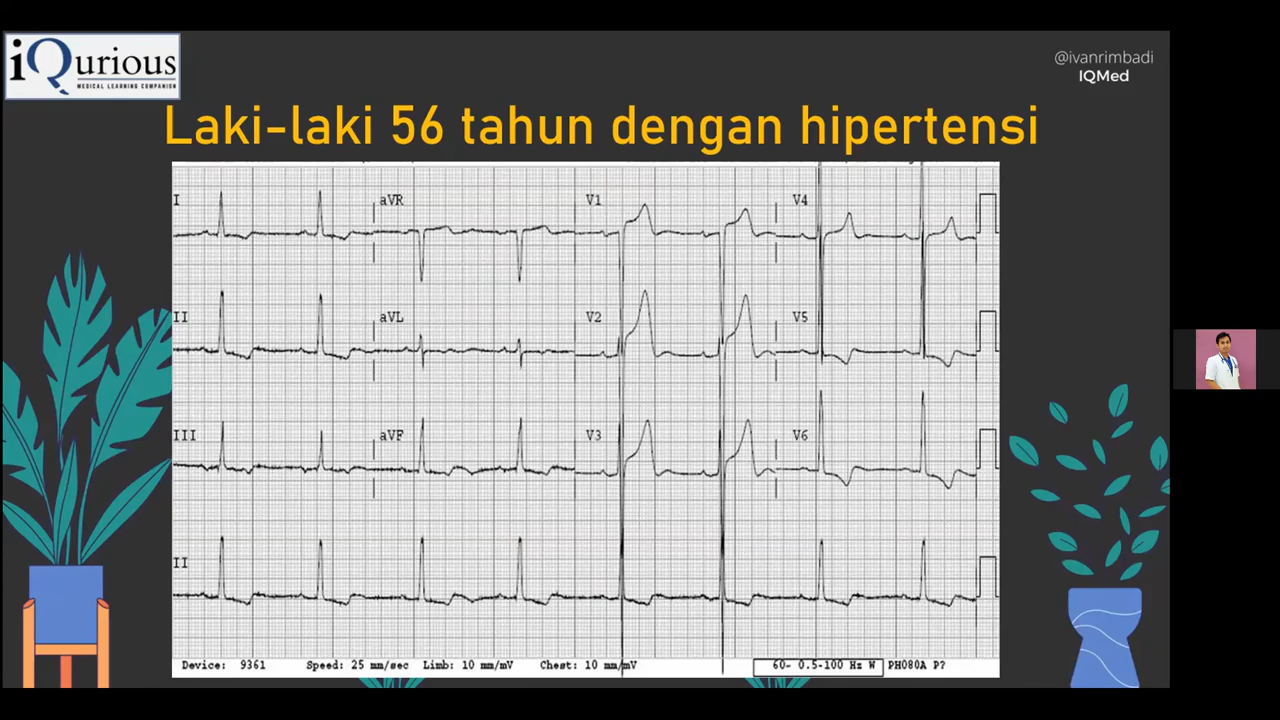 iQurious
MEDICAL LEARNING COMPANION
@ivanrimbadi
IQMed
Laki-laki 56 tahun dengan hipertensi
I aVR V1 V4
II aVL V2 V5
III aVF V3 V6
II
Device: 9361 Speed: 25 mm/sec Limb: 10 mm/mV Chest: 10 mm/mV 60- 0.5-100 Hz W PH080A P?